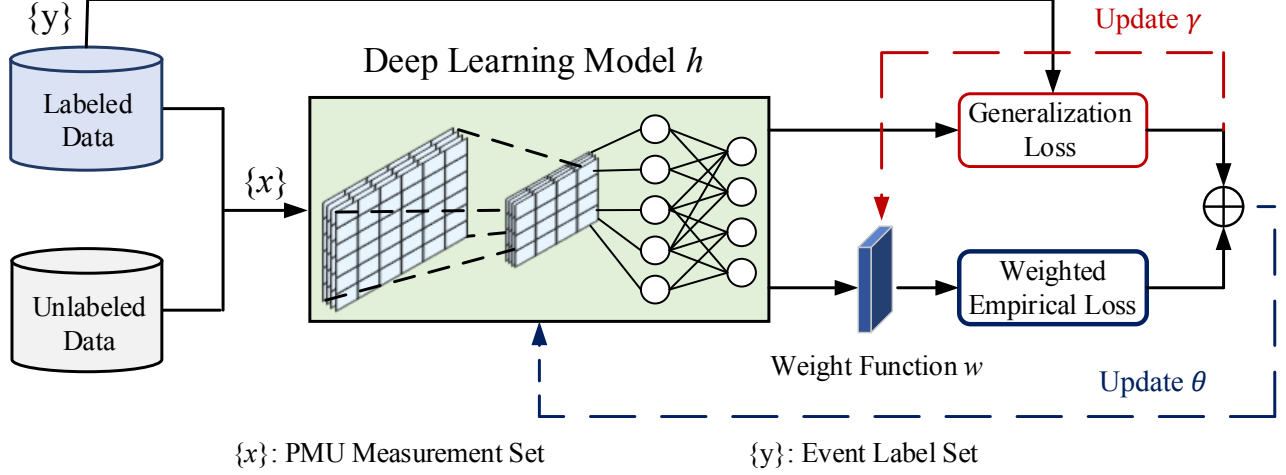 {y}
Update γ
Deep Learning Model h
Labeled
Data
Generalization
Loss
{x}
Unlabeled
Data
Weighted
Empirical Loss
Weight Function w
Update θ
{x}: PMU Measurement Set
{y}: Event Label Set